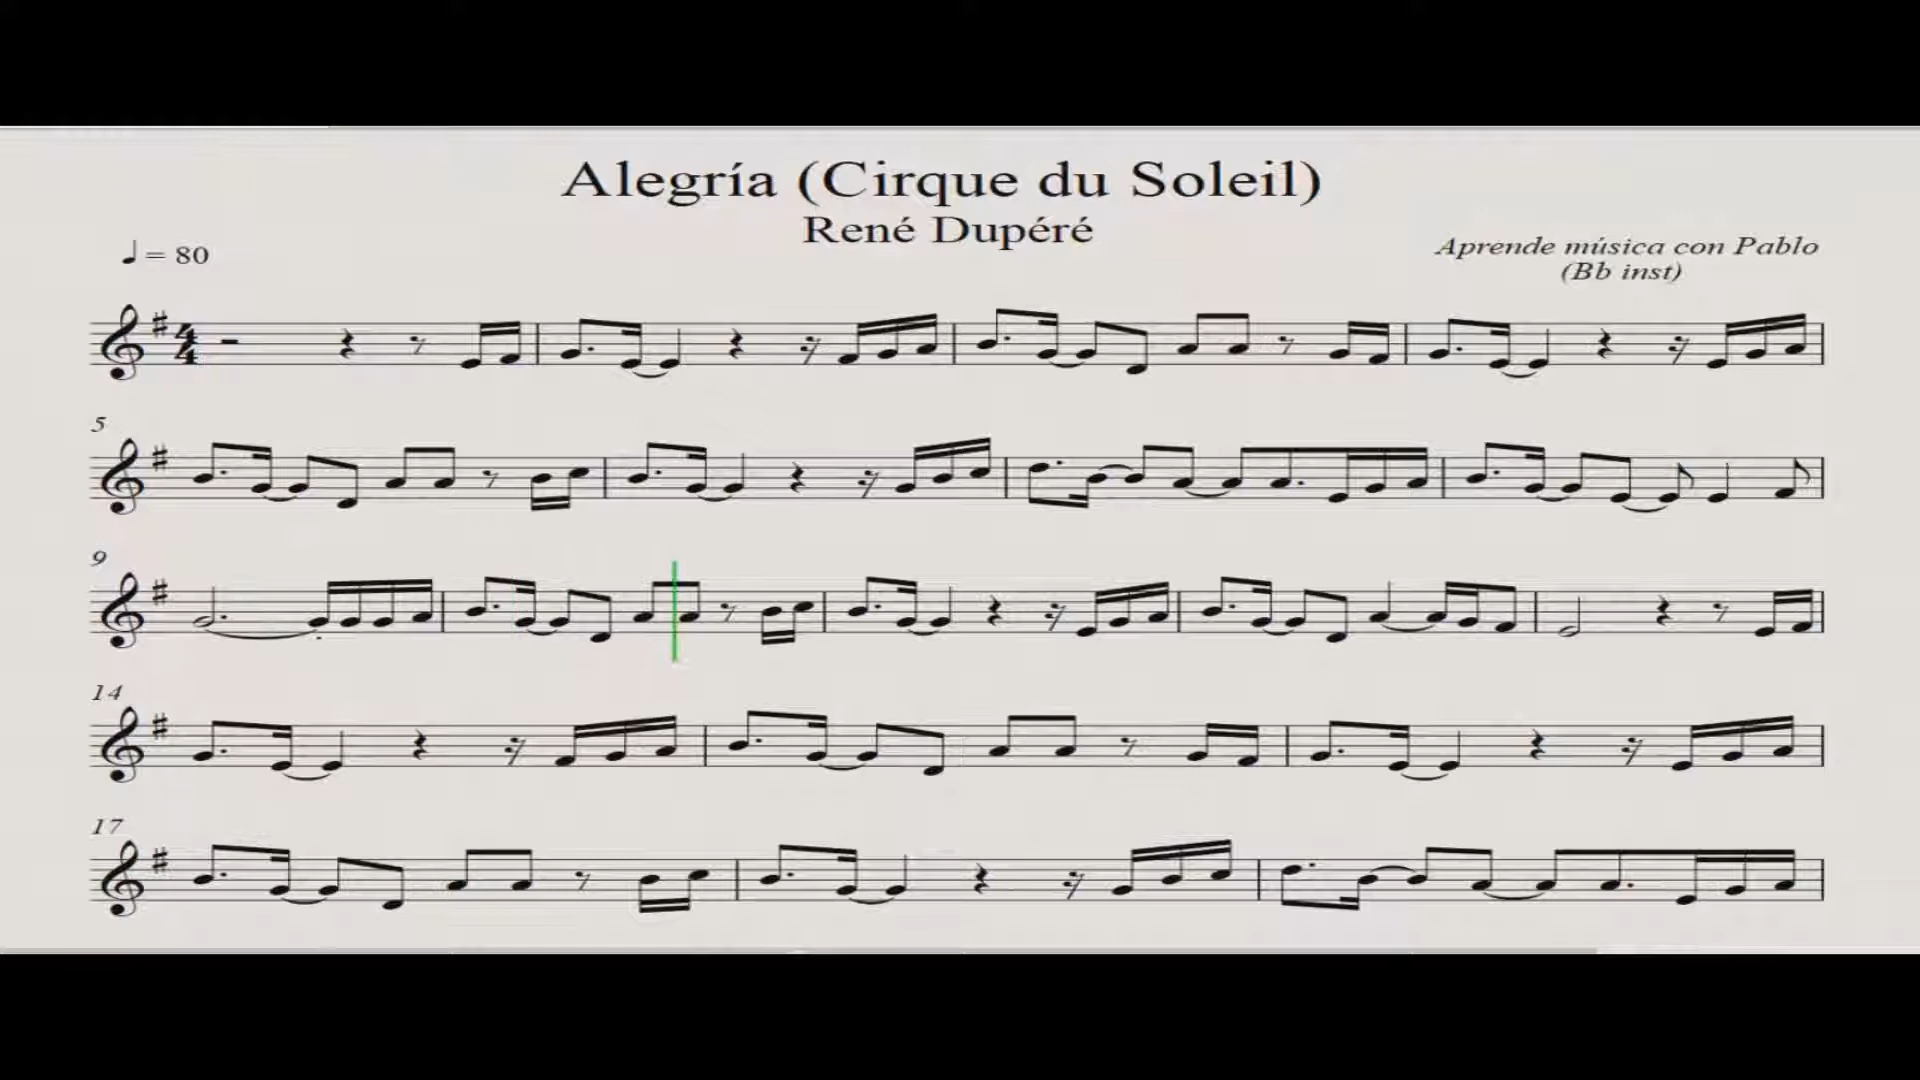 Alegría (Cirque du Soleil)
René Dupéré
♩ = 80
Aprende música con Pablo
(Bb inst)
4
4
5
9
14
17